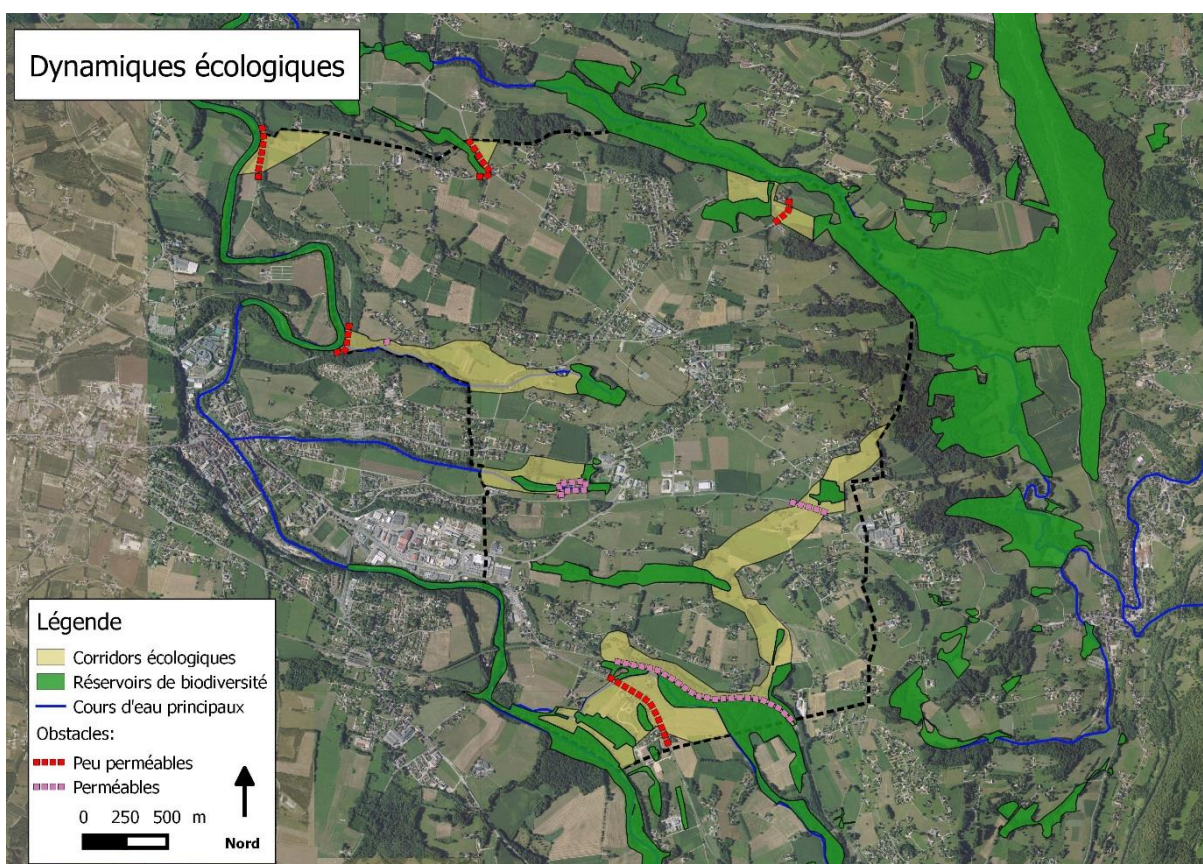 Dynamiques écologiques
Légende
Corridors écologiques
Réservoirs de biodiversité
Cours d'eau principaux
Obstacles:
Peu perméables
Perméables
0 250 500 m
Nord